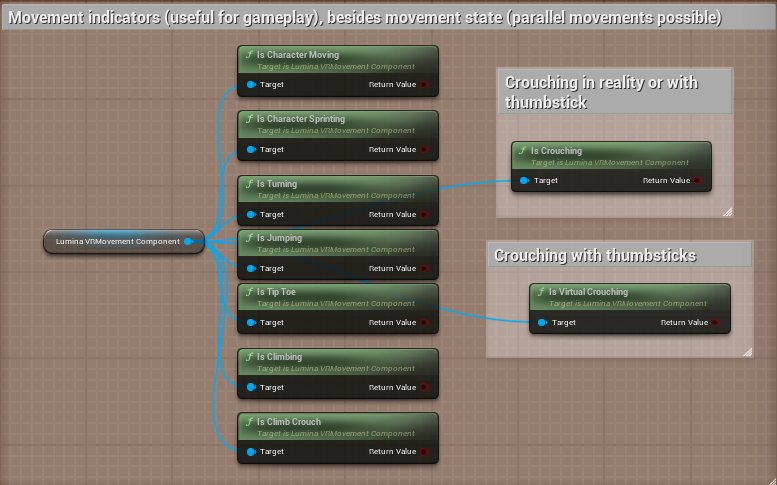 Movement indicators (useful for gameplay), besides movement state (parallel movements possible)
Is Character Moving
Target is Lumina VRMovement Component
Target Return Value
Is Character Sprinting
Target is Lumina VRMovement Component
Target Return Value
Is Turning
Target is Lumina VRMovement Component
Target Return Value
Lumina VRMovement Component
Is Jumping
Target is Lumina VRMovement Component
Target Return Value
Is Tip Toe
Target is Lumina VRMovement Component
Target Return Value
Is Climbing
Target is Lumina VRMovement Component
Target Return Value
Is Climb Crouch
Target is Lumina VRMovement Component
Target Return Value
Crouching in reality or with
thumbstick
Is Crouching
Target is Lumina VRMovement Component
Target Return Value
Crouching with thumbsticks
Is Virtual Crouching
Target is Lumina VRMovement Component
Target Return Value